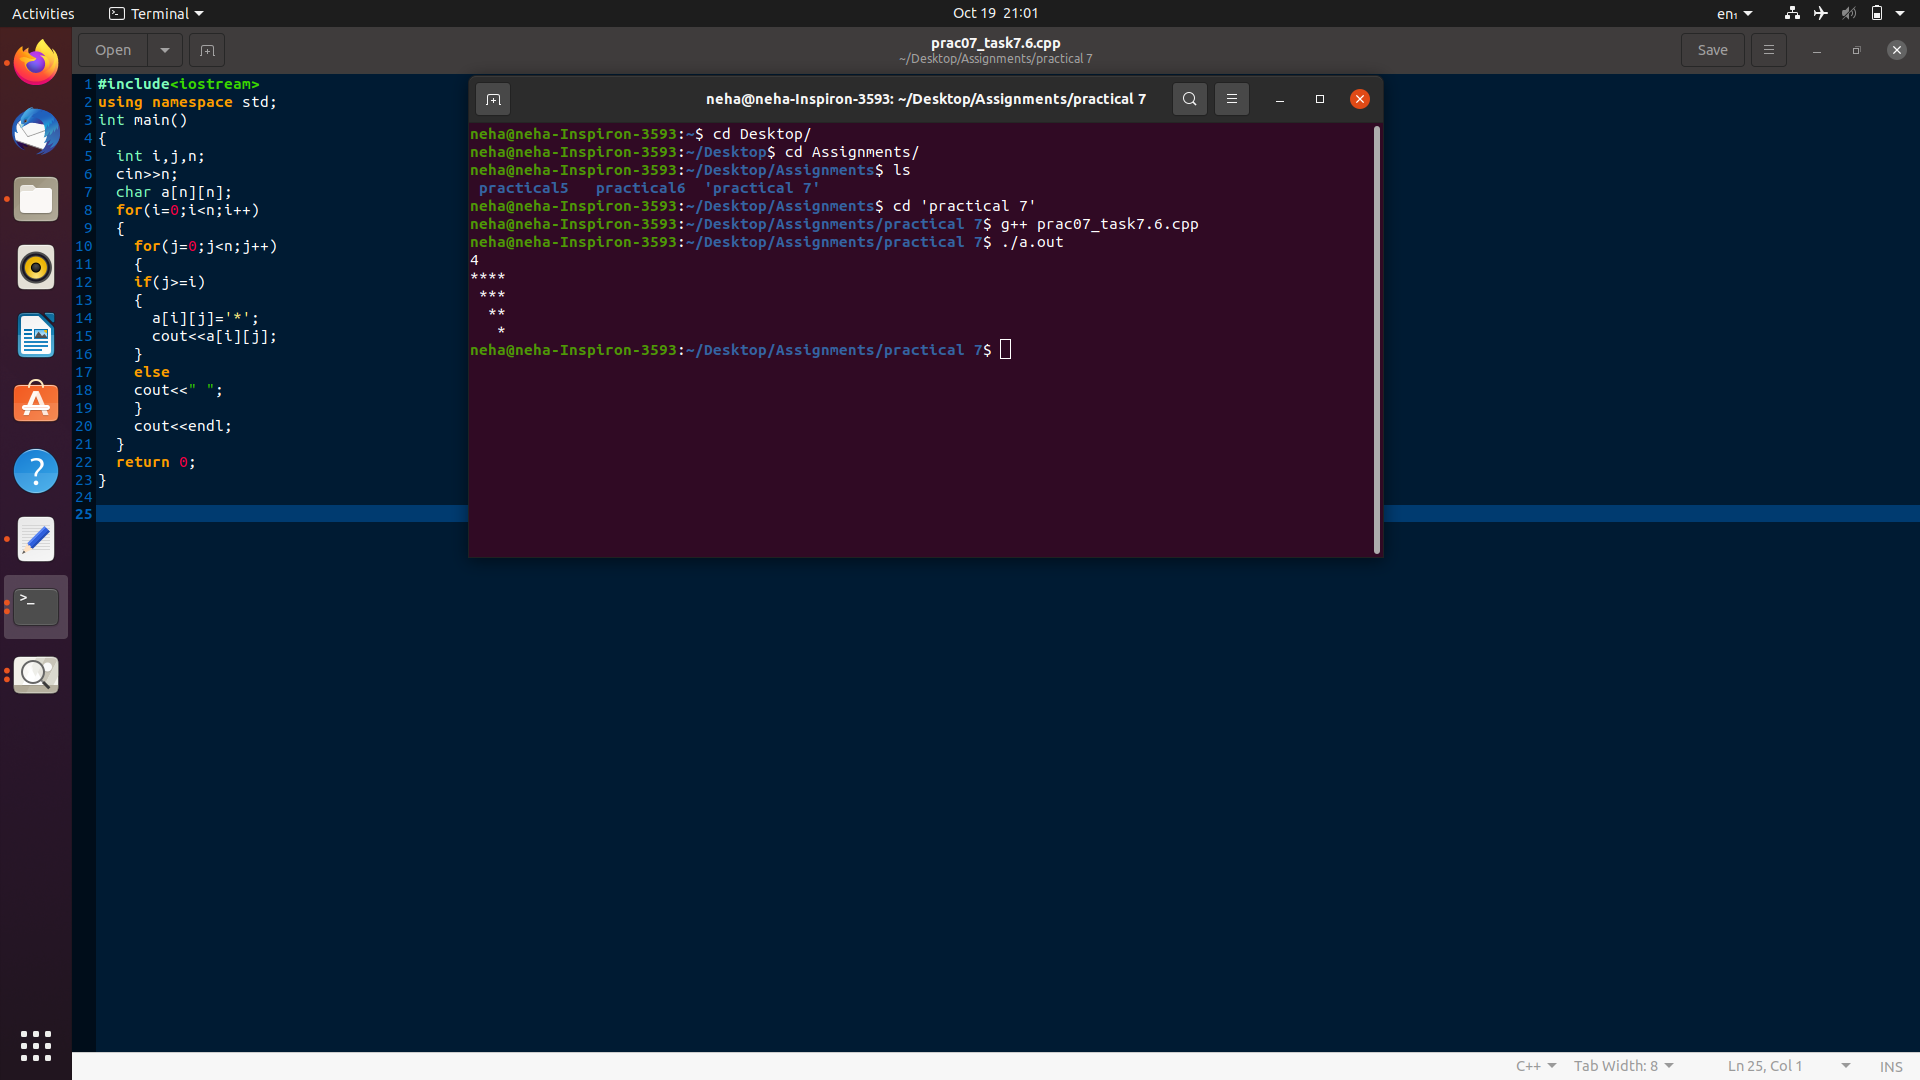 Activities Terminal Oct 19 21:01 en₁
Open prac07_task7.6.cpp Save
~/Desktop/Assignments/practical 7
1 #include<iostream>
2 using namespace std;
3 int main()
4 {
5   int i,j,n;
6   cin>>n;
7   char a[n][n];
8   for(i=0;i<n;i++)
9   {
10     for(j=0;j<n;j++)
11     {
12     if(j>=i)
13     {
14       a[i][j]='*';
15       cout<<a[i][j];
16     }
17     else
18     cout<<" ";
19     }
20     cout<<endl;
21   }
22   return 0;
23 }
24
25
neha@neha-Inspiron-3593: ~/Desktop/Assignments/practical 7
neha@neha-Inspiron-3593:~$ cd Desktop/
neha@neha-Inspiron-3593:~/Desktop$ cd Assignments/
neha@neha-Inspiron-3593:~/Desktop/Assignments$ ls
 practical5   practical6  'practical 7'
neha@neha-Inspiron-3593:~/Desktop/Assignments$ cd 'practical 7'
neha@neha-Inspiron-3593:~/Desktop/Assignments/practical 7$ g++ prac07_task7.6.cpp
neha@neha-Inspiron-3593:~/Desktop/Assignments/practical 7$ ./a.out
4
****
 ***
  **
   *
neha@neha-Inspiron-3593:~/Desktop/Assignments/practical 7$
C++ Tab Width: 8 Ln 25, Col 1 INS